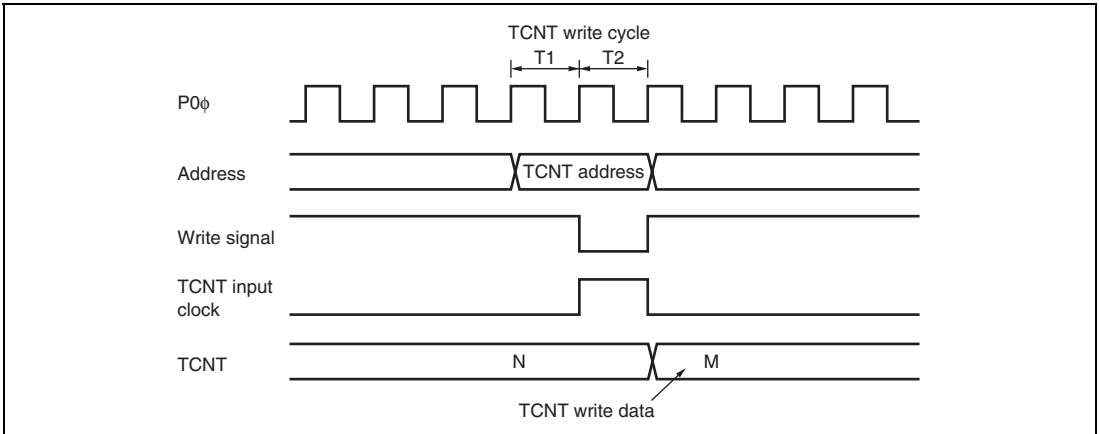 TCNT write cycle
T1 T2
P0ϕ
Address
TCNT address
Write signal
TCNT input
clock
TCNT
N
M
TCNT write data